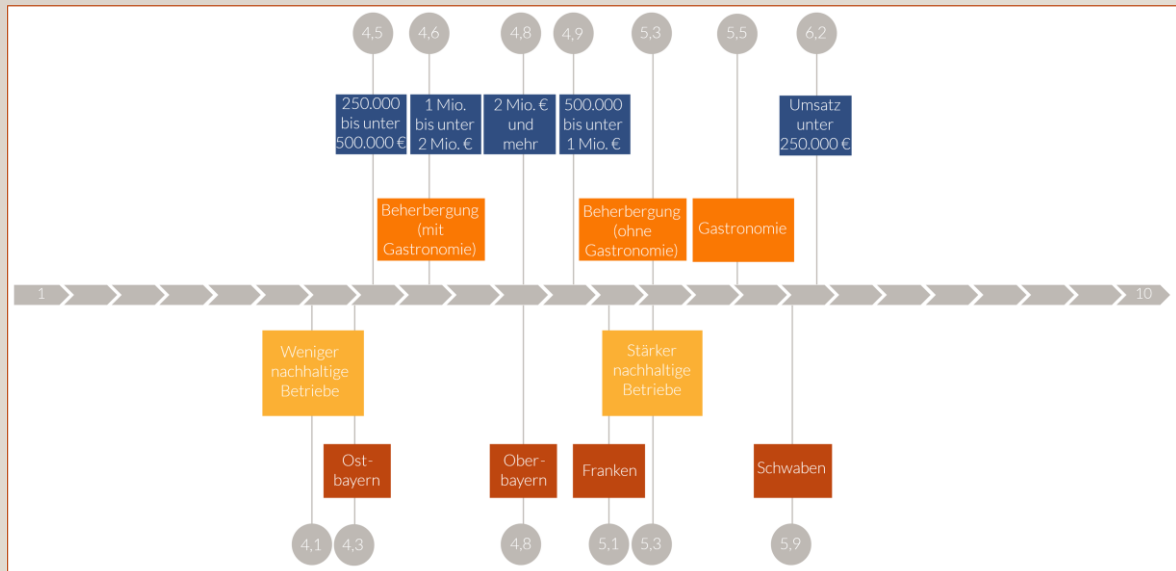 4,5
4,6
4,8
4,9
5,3
5,5
6,2
250.000
bis unter
500.000 €
1 Mio.
bis unter
2 Mio. €
2 Mio. €
und
mehr
500.000
bis unter
1 Mio. €
Umsatz
unter
250.000 €
Beherbergung
(mit
Gastronomie)
Beherbergung
(ohne
Gastronomie)
Gastronomie
1
10
Weniger
nachhaltige
Betriebe
Stärker
nachhaltige
Betriebe
Ost-
bayern
Ober-
bayern
Franken
Schwaben
4,1
4,3
4,8
5,1
5,3
5,9